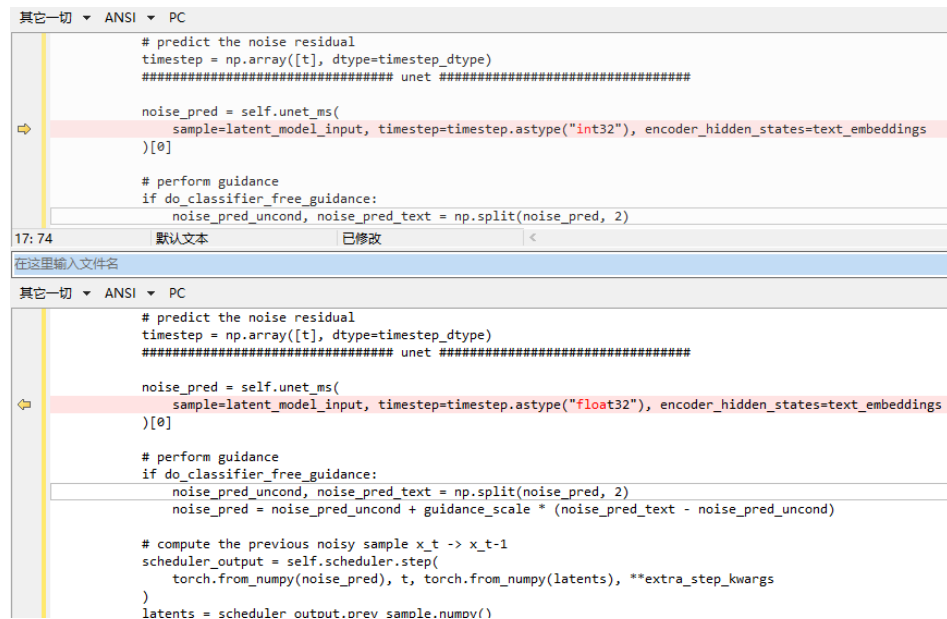 其它一切 ▾ ANSI ▾ PC
# predict the noise residual
timestep = np.array([t], dtype=timestep_dtype)
################################# unet #################################
noise_pred = self.unet_ms(
sample=latent_model_input, timestep=timestep.astype("int32"), encoder_hidden_states=text_embeddings
)[0]
# perform guidance
if do_classifier_free_guidance:
noise_pred_uncond, noise_pred_text = np.split(noise_pred, 2)
17: 74 默认文本 已修改 <
在这里输入文件名
其它一切 ▾ ANSI ▾ PC
# predict the noise residual
timestep = np.array([t], dtype=timestep_dtype)
################################# unet #################################
noise_pred = self.unet_ms(
sample=latent_model_input, timestep=timestep.astype("float32"), encoder_hidden_states=text_embeddings
)[0]
# perform guidance
if do_classifier_free_guidance:
noise_pred_uncond, noise_pred_text = np.split(noise_pred, 2)
noise_pred = noise_pred_uncond + guidance_scale * (noise_pred_text - noise_pred_uncond)
# compute the previous noisy sample x_t -> x_t-1
scheduler_output = self.scheduler.step(
torch.from_numpy(noise_pred), t, torch.from_numpy(latents), **extra_step_kwargs
)
latents = scheduler_output.prev_sample.numpy()